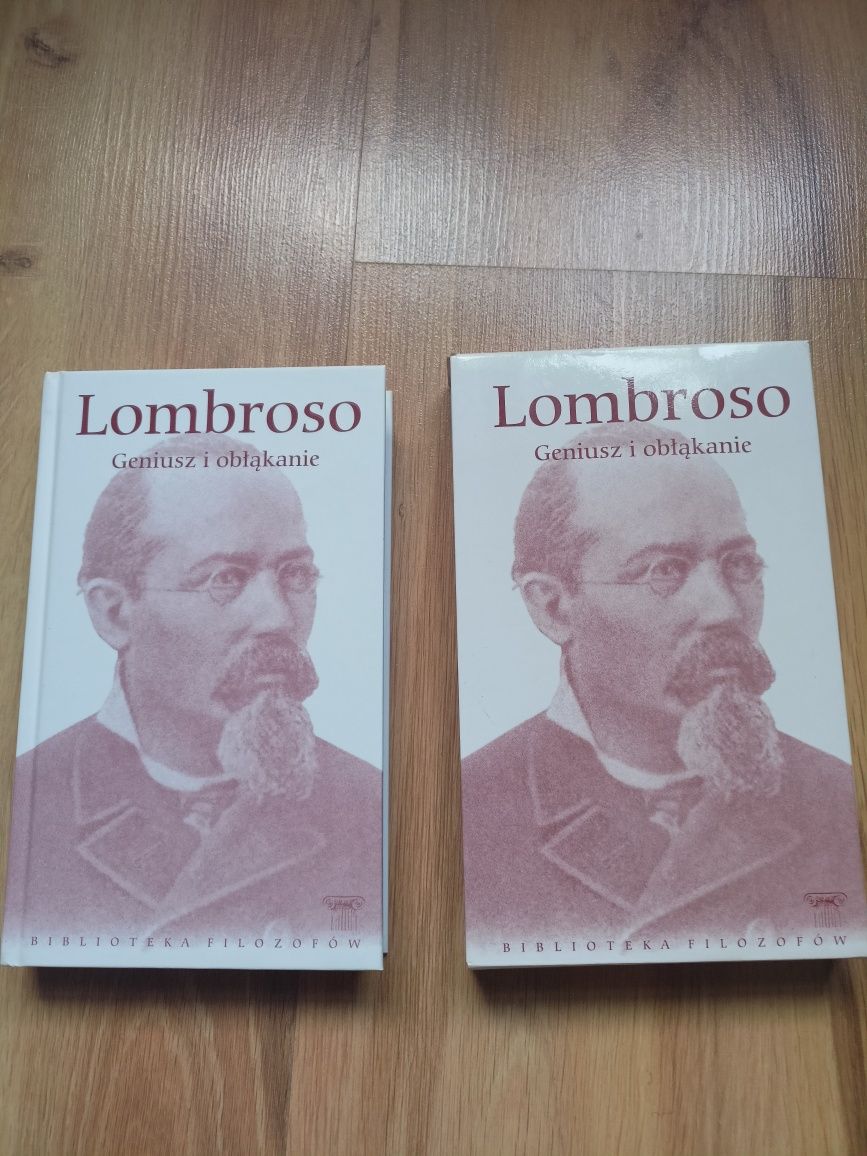 Lombroso
Geniusz i obłąkanie
BIBLIOTEKA FILOZOFÓW
Lombroso
Geniusz i obłąkanie
BIBLIOTEKA FILOZOFÓW